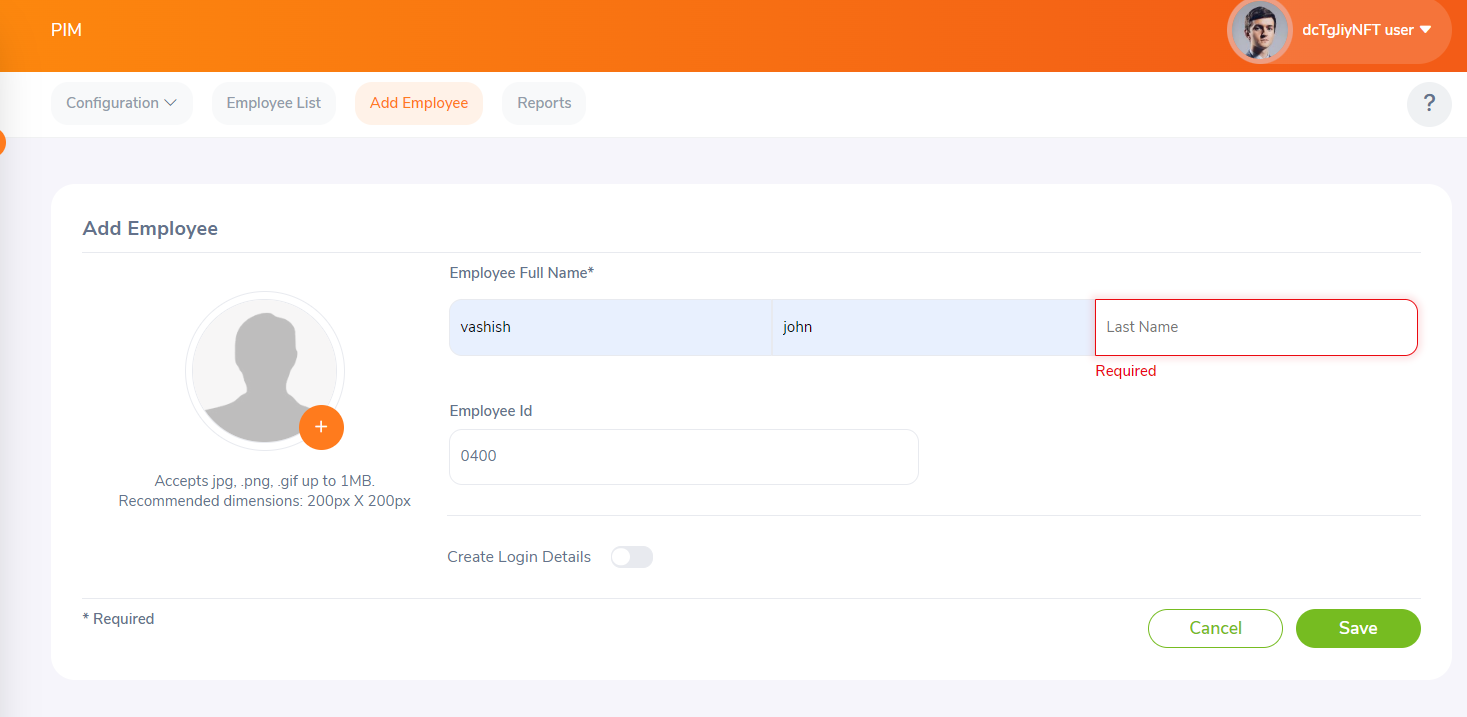 PIM
dcTgJiyNFT user
Configuration
Employee List
Add Employee
Reports
?
Add Employee
Employee Full Name*
vashish
john
Last Name
Required
Employee Id
0400
+
Accepts jpg, .png, .gif up to 1MB.
Recommended dimensions: 200px X 200px
Create Login Details
* Required
Cancel
Save